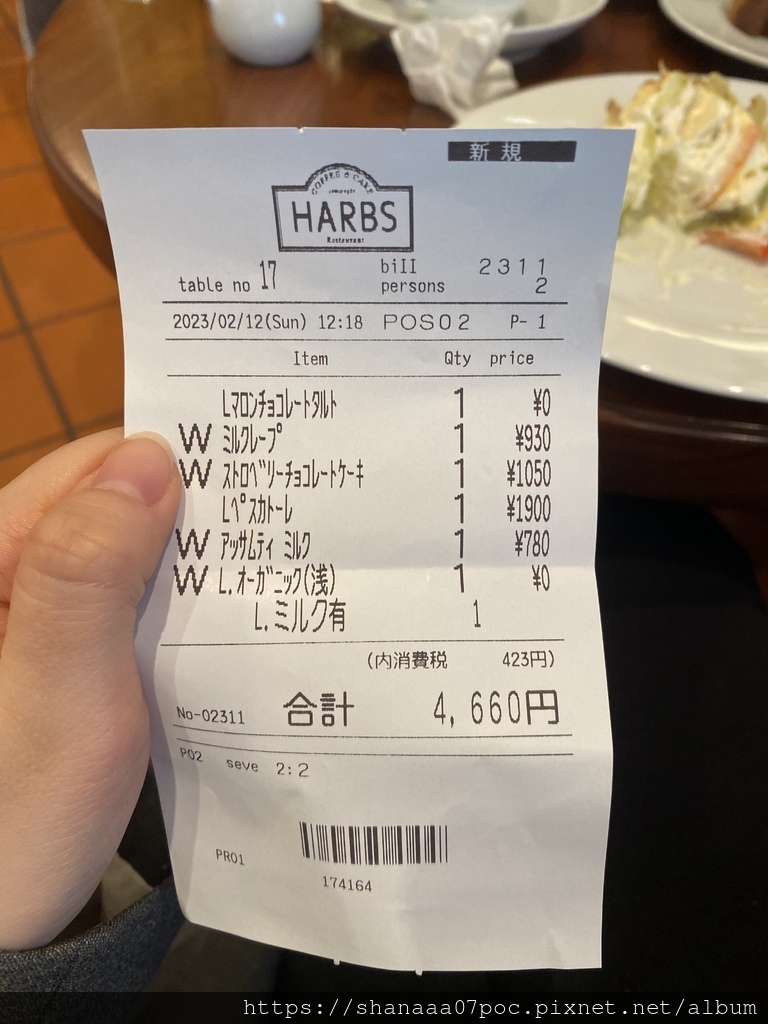 新規
COFFEE & CAKE
HARBS
Restaurant
table no 17 bill 2311
persons 2
2023/02/12(Sun) 12:18 POS02 P- 1
Item Qty price
Lマロンチョコレートタルト 1 ¥0
W ミルクレープ 1 ¥930
W ストロベリーチョコレートケーキ 1 ¥1050
Lペスカトーレ 1 ¥1900
W アッサムティ ミルク 1 ¥780
W L.オーガニック(浅) 1 ¥0
L.ミルク有 1
(内消費税 423円)
No-02311 合計 4,660円
P02 seve 2:2
PR01
174164
https://shanaaa07poc.pixnet.net/album